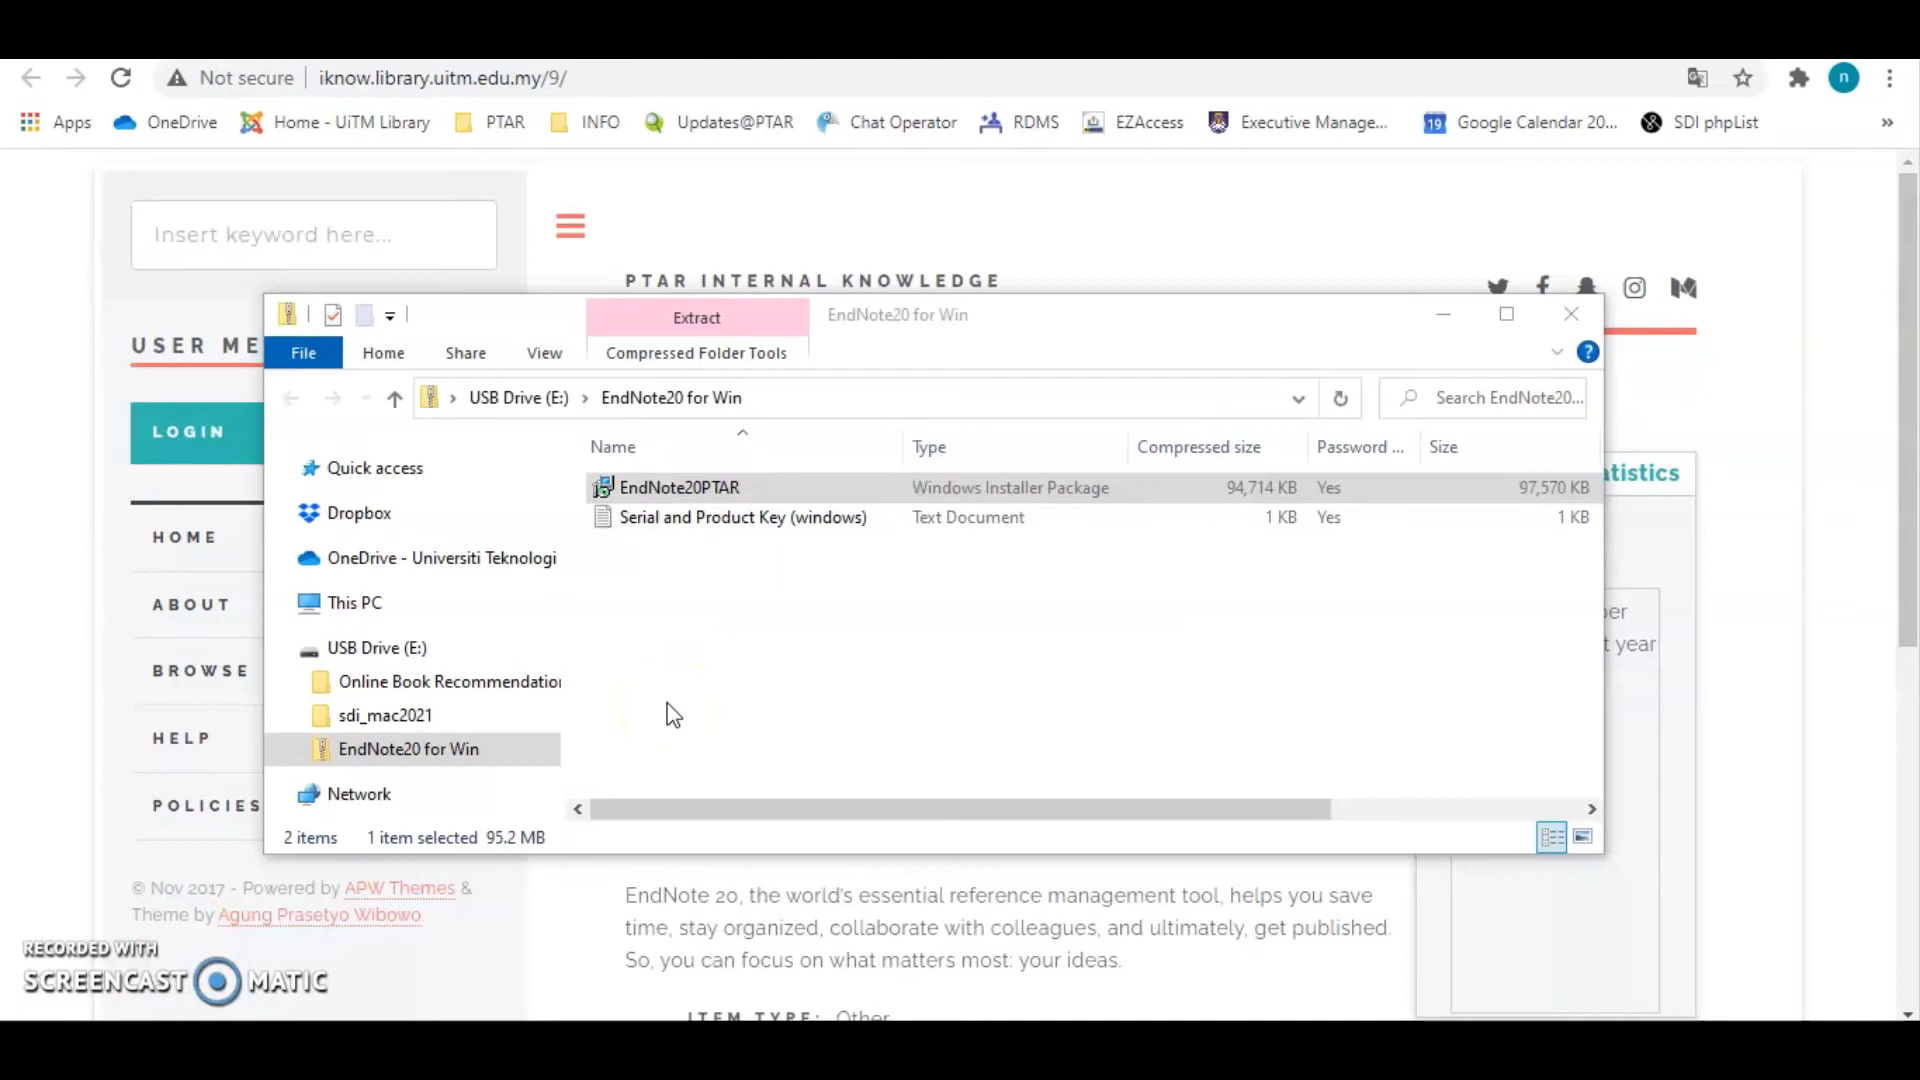 Not secure iknow.library.uitm.edu.my/9/
Apps OneDrive Home - UiTM Library PTAR INFO Updates@PTAR Chat Operator RDMS EZAccess Executive Manage... 19 Google Calendar 20... SDI phpList »
Insert keyword here...
PTAR INTERNAL KNOWLEDGE
USER ME
LOGIN
HOME
ABOUT
BROWSE
HELP
POLICIES
Extract EndNote20 for Win
File Home Share View Compressed Folder Tools
USB Drive (E:) › EndNote20 for Win Search EndNote20...
Name Type Compressed size Password ... Size
EndNote20PTAR Windows Installer Package 94,714 KB Yes 97,570 KB
Serial and Product Key (windows) Text Document 1 KB Yes 1 KB
Quick access
Dropbox
OneDrive - Universiti Teknologi
This PC
USB Drive (E:)
Online Book Recommendation
sdi_mac2021
EndNote20 for Win
Network
2 items 1 item selected 95.2 MB
atistics
per
t year
© Nov 2017 - Powered by APW Themes &
Theme by Agung Prasetyo Wibowo
EndNote 20, the world's essential reference management tool, helps you save
time, stay organized, collaborate with colleagues, and ultimately, get published.
So, you can focus on what matters most: your ideas.
ITEM TYPE: Other
RECORDED WITH
SCREENCAST MATIC